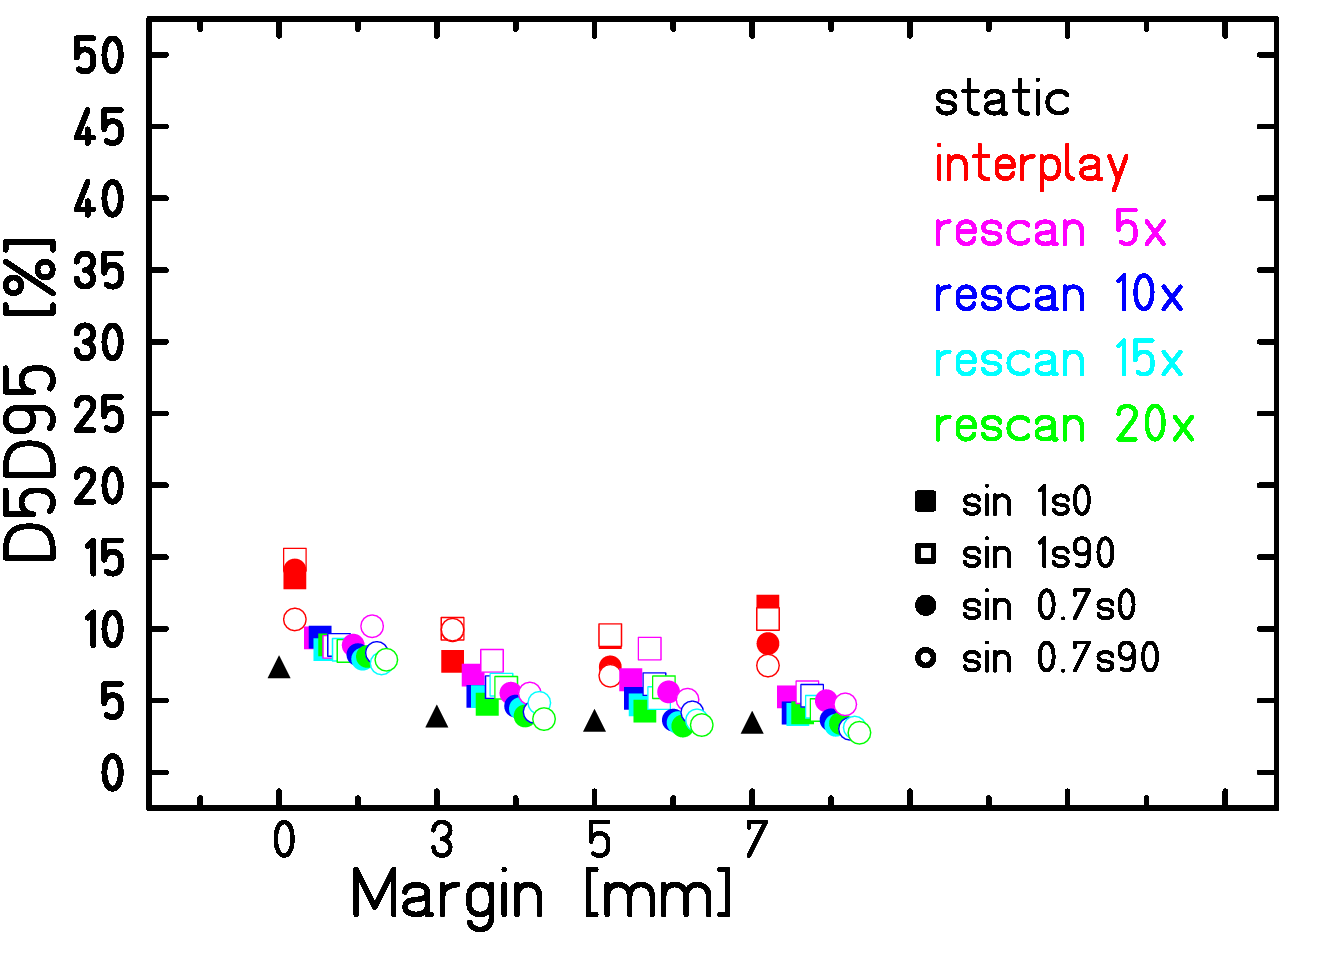 50
45
40
35
30
25
20
15
10
5
0
D5D95 [%]
0 3 5 7
Margin [mm]
static
interplay
rescan 5x
rescan 10x
rescan 15x
rescan 20x
sin 1s0
sin 1s90
sin 0.7s0
sin 0.7s90